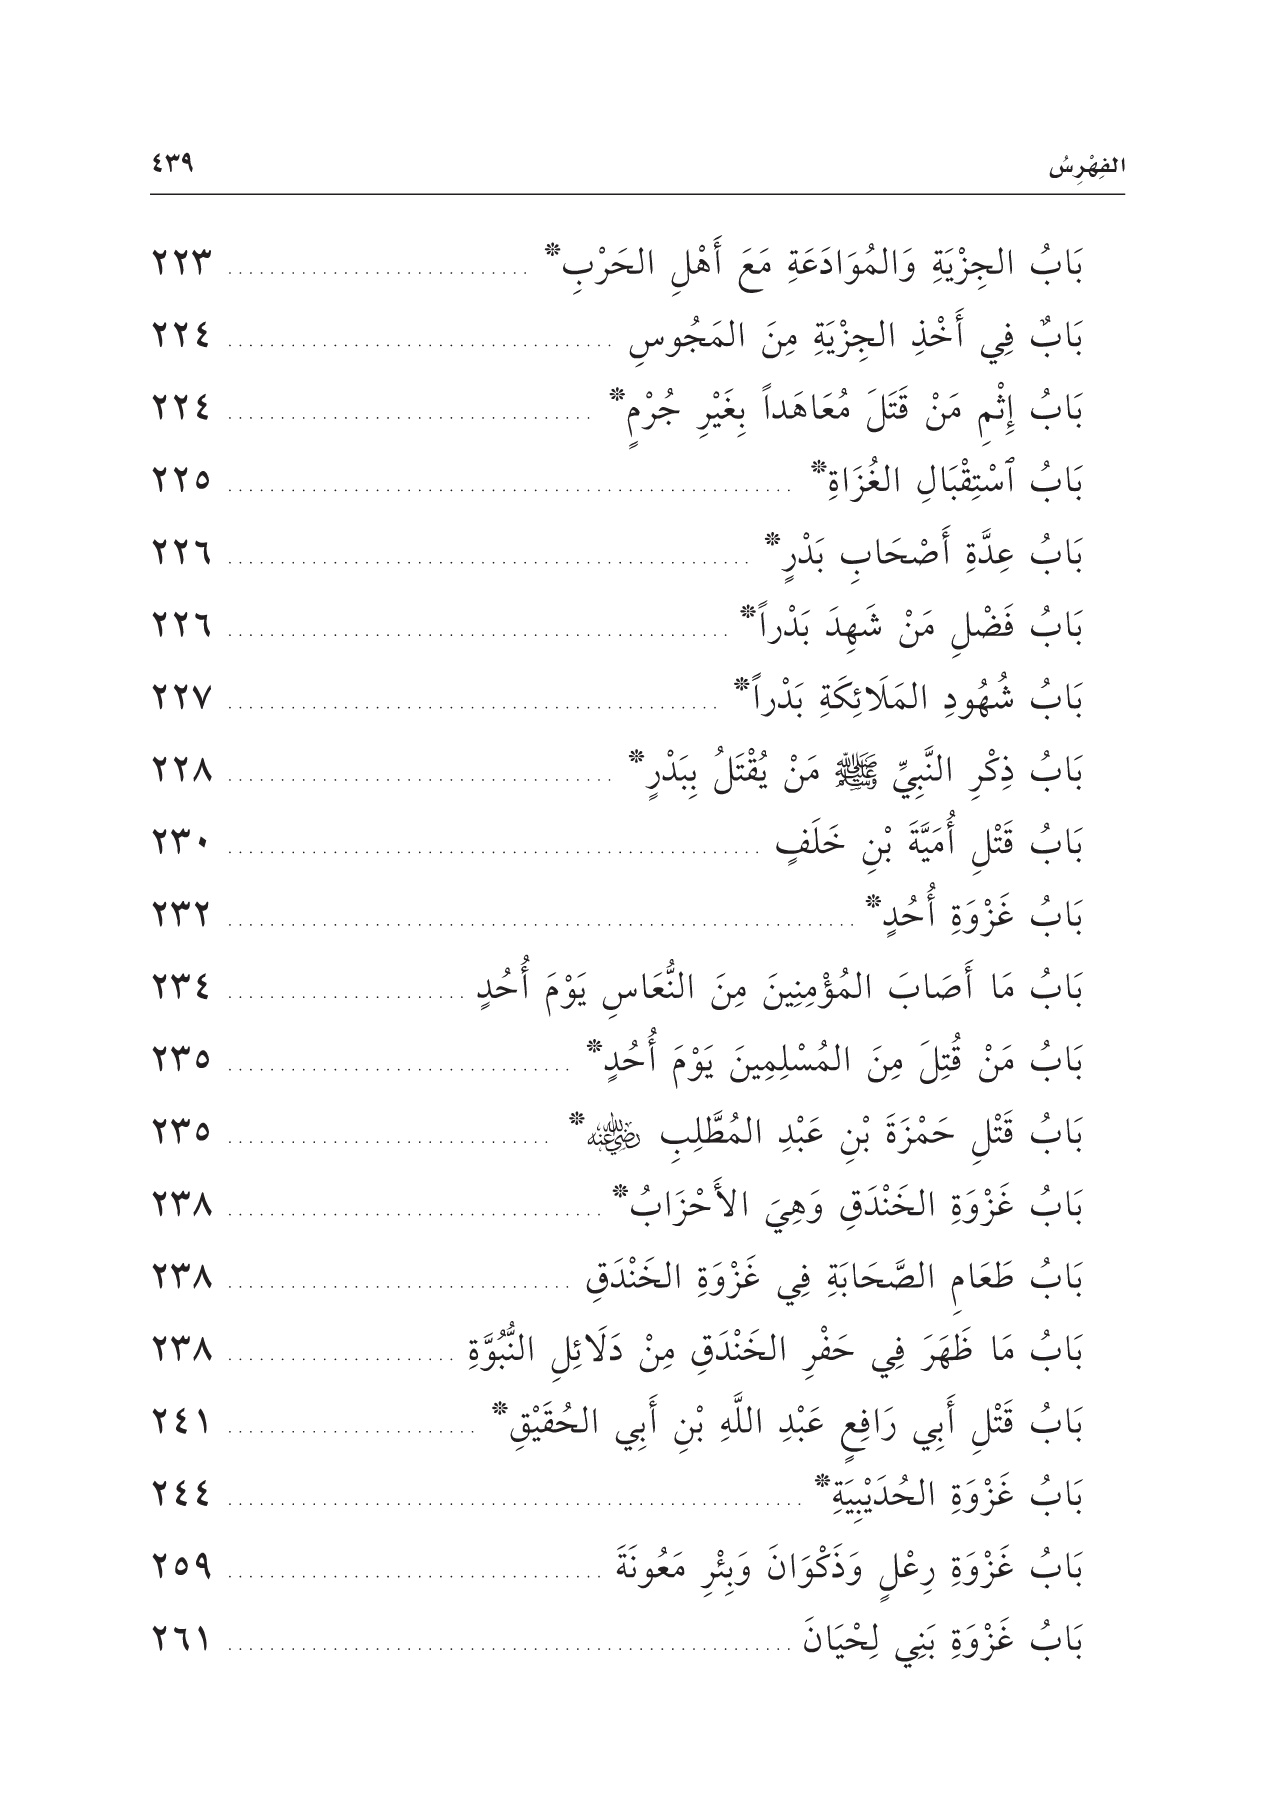 الفِهْرِسُ ٤٣٩
بَابُ الجِزْيَةِ وَالمُوَادَعَةِ مَعَ أَهْلِ الحَرْبِ* ............................. ٢٢٣
بَابٌ فِي أَخْذِ الجِزْيَةِ مِنَ المَجُوسِ ............................. ٢٢٤
بَابُ إِثْمِ مَنْ قَتَلَ مُعَاهَداً بِغَيْرِ جُرْمٍ* ............................. ٢٢٤
بَابُ ٱسْتِقْبَالِ الغُزَاةِ* ............................. ٢٢٥
بَابُ عِدَّةِ أَصْحَابِ بَدْرٍ* ............................. ٢٢٦
بَابُ فَضْلِ مَنْ شَهِدَ بَدْراً* ............................. ٢٢٦
بَابُ شُهُودِ المَلَائِكَةِ بَدْراً* ............................. ٢٢٧
بَابُ ذِكْرِ النَّبِيِّ ﷺ مَنْ يُقْتَلُ بِبَدْرٍ* ............................. ٢٢٨
بَابُ قَتْلِ أُمَيَّةَ بْنِ خَلَفٍ ............................. ٢٣٠
بَابُ غَزْوَةِ أُحُدٍ* ............................. ٢٣٢
بَابُ مَا أَصَابَ المُؤْمِنِينَ مِنَ النُّعَاسِ يَوْمَ أُحُدٍ ............................. ٢٣٤
بَابُ مَنْ قُتِلَ مِنَ المُسْلِمِينَ يَوْمَ أُحُدٍ* ............................. ٢٣٥
بَابُ قَتْلِ حَمْزَةَ بْنِ عَبْدِ المُطَّلِبِ رضي الله عنه* ............................. ٢٣٥
بَابُ غَزْوَةِ الخَنْدَقِ وَهِيَ الأَحْزَابُ* ............................. ٢٣٨
بَابُ طَعَامِ الصَّحَابَةِ فِي غَزْوَةِ الخَنْدَقِ ............................. ٢٣٨
بَابُ مَا ظَهَرَ فِي حَفْرِ الخَنْدَقِ مِنْ دَلَائِلِ النُّبُوَّةِ ............................. ٢٣٨
بَابُ قَتْلِ أَبِي رَافِعٍ عَبْدِ اللَّهِ بْنِ أَبِي الحُقَيْقِ* ............................. ٢٤١
بَابُ غَزْوَةِ الحُدَيْبِيَةِ* ............................. ٢٤٤
بَابُ غَزْوَةِ رِعْلٍ وَذَكْوَانَ وَبِئْرِ مَعُونَةَ ............................. ٢٥٩
بَابُ غَزْوَةِ بَنِي لِحْيَانَ ............................. ٢٦١